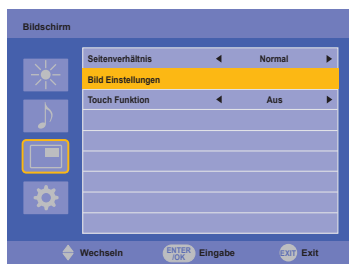 Bildschirm
Seitenverhältnis Normal
Bild Einstellungen
Touch Funktion Aus
Wechseln ENTER /OK Eingabe EXIT Exit